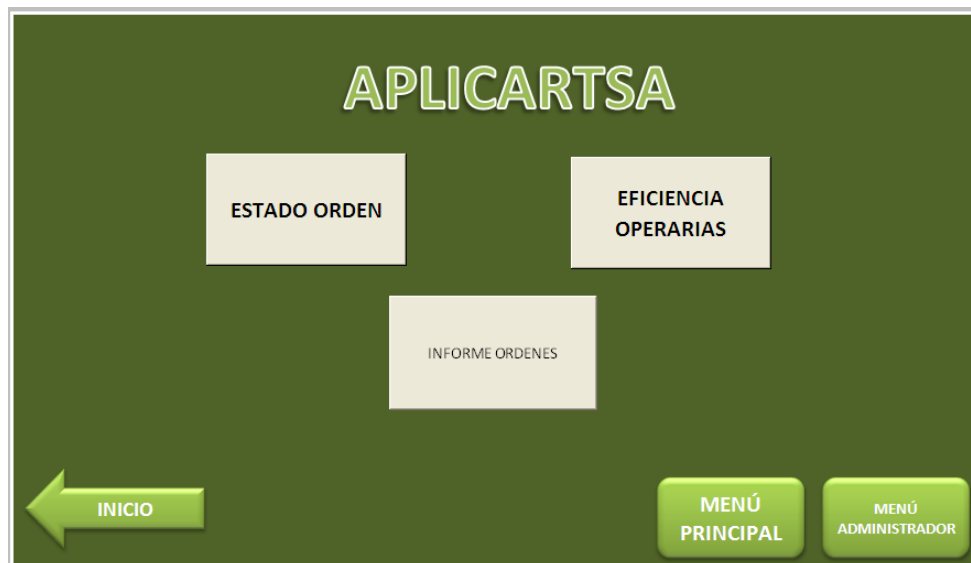 APLICARTSA
ESTADO ORDEN
EFICIENCIA
OPERARIAS
INFORME ORDENES
INICIO
MENÚ
PRINCIPAL
MENÚ
ADMINISTRADOR